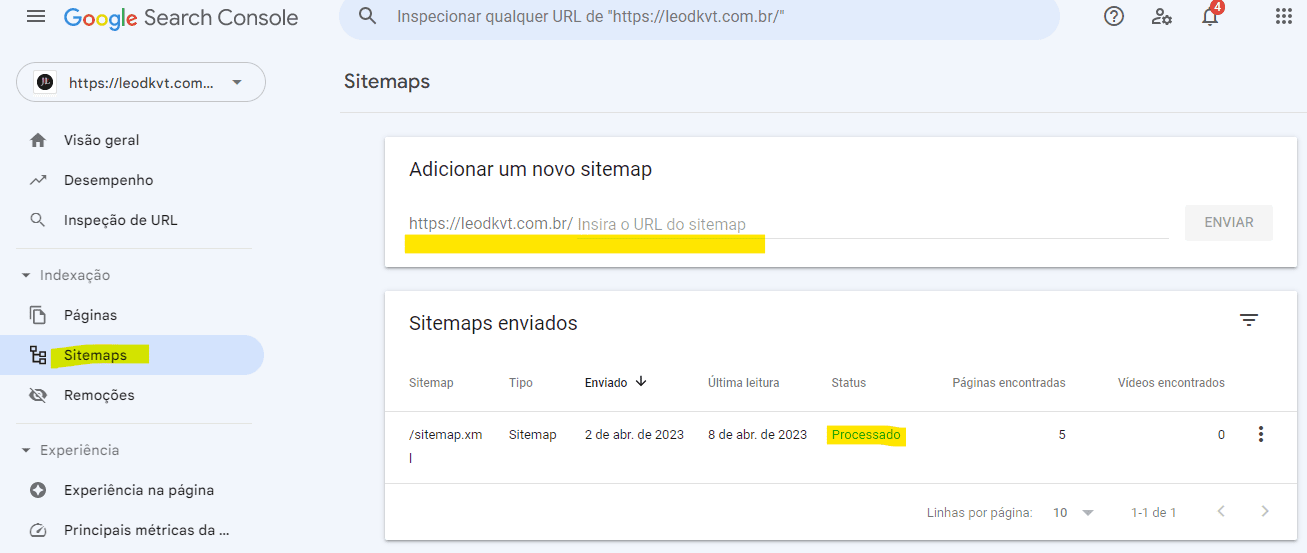 Google Search Console
Inspecionar qualquer URL de "https://leodkvt.com.br/"
4
https://leodkvt.com...
Visão geral
Desempenho
Inspeção de URL
Indexação
Páginas
Sitemaps
Remoções
Experiência
Experiência na página
Principais métricas da ...
Sitemaps
Adicionar um novo sitemap
https://leodkvt.com.br/ Insira o URL do sitemap
ENVIAR
Sitemaps enviados
Sitemap Tipo Enviado Última leitura Status Páginas encontradas Vídeos encontrados
/sitemap.xm Sitemap 2 de abr. de 2023 8 de abr. de 2023 Processado 5 0
l
Linhas por página: 10 1-1 de 1